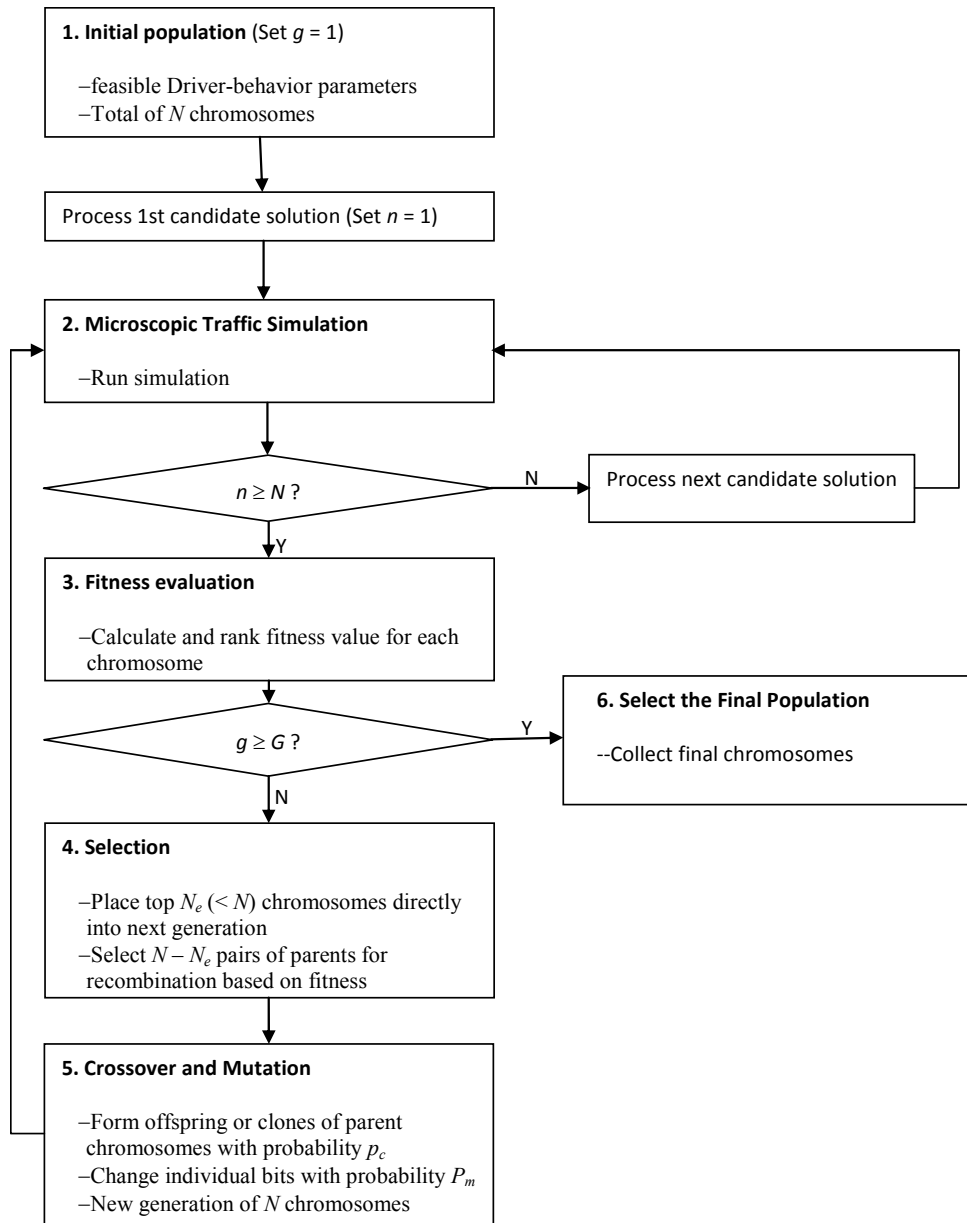 1. Initial population (Set g = 1)
–feasible Driver-behavior parameters
–Total of N chromosomes
Process 1st candidate solution (Set n = 1)
2. Microscopic Traffic Simulation
–Run simulation
n ≥ N ?
N
Process next candidate solution
Y
3. Fitness evaluation
–Calculate and rank fitness value for each
chromosome
g ≥ G ?
Y
6. Select the Final Population
--Collect final chromosomes
N
4. Selection
–Place top Ne (< N) chromosomes directly
into next generation
–Select N – Ne pairs of parents for
recombination based on fitness
5. Crossover and Mutation
–Form offspring or clones of parent
chromosomes with probability pc
–Change individual bits with probability Pm
–New generation of N chromosomes